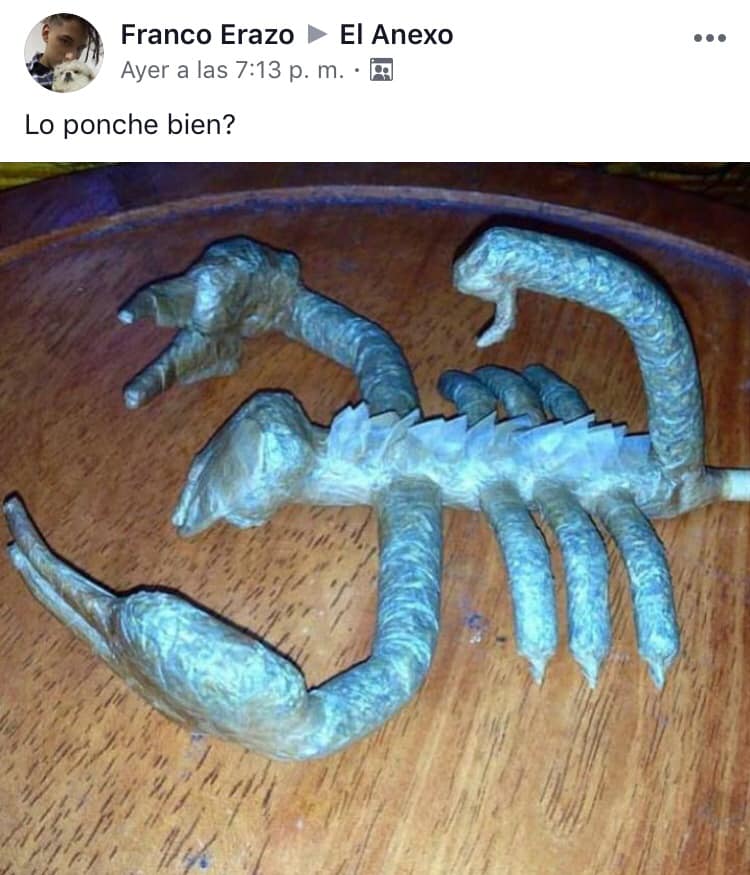 Franco Erazo ▶ El Anexo
Ayer a las 7:13 p. m. ·
Lo ponche bien?